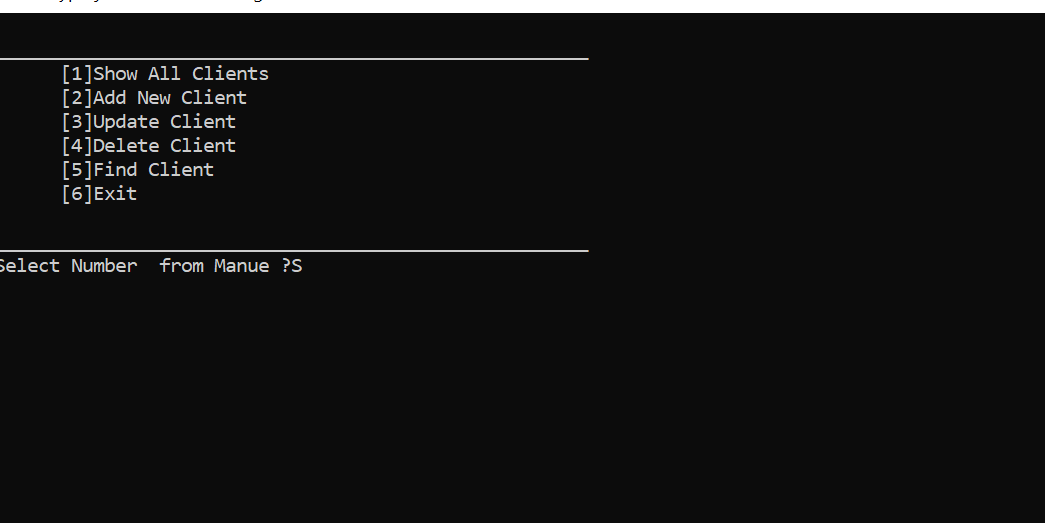 [1]Show All Clients
[2]Add New Client
[3]Update Client
[4]Delete Client
[5]Find Client
[6]Exit
Select Number  from Manue ?S